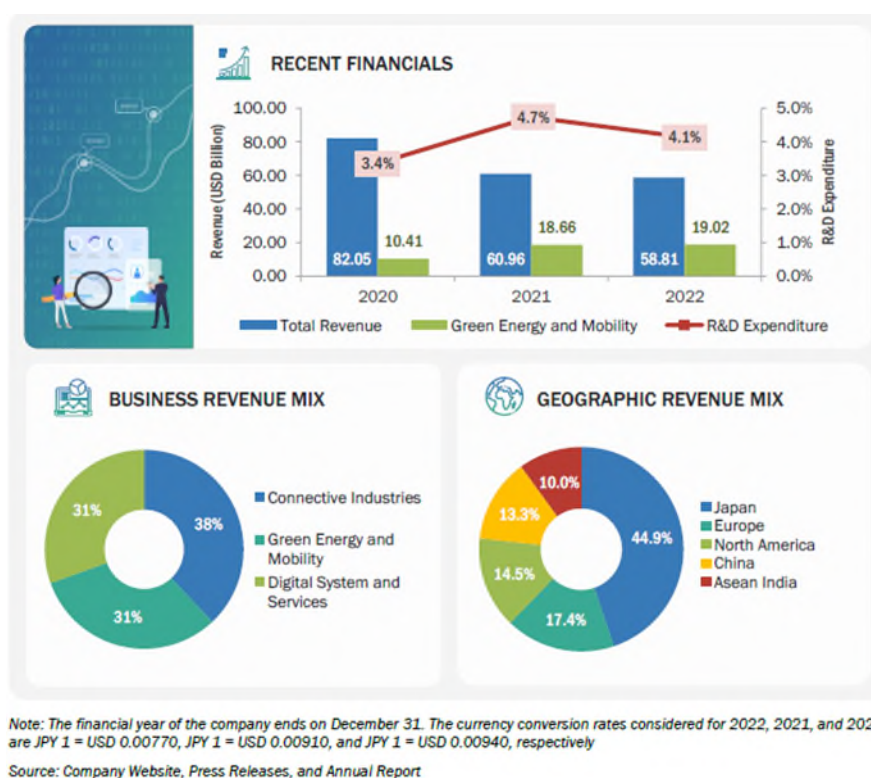 RECENT FINANCIALS
Revenue (USD Billion)
100.00
80.00
60.00
40.00
20.00
0.00
5.0%
4.0%
3.0%
2.0%
1.0%
0.0%
R&D Expenditure
3.4%
4.7%
4.1%
82.05
10.41
60.96
18.66
58.81
19.02
2020
2021
2022
Total Revenue
Green Energy and Mobility
R&D Expenditure
BUSINESS REVENUE MIX
38%
31%
31%
Connective Industries
Green Energy and
Mobility
Digital System and
Services
GEOGRAPHIC REVENUE MIX
44.9%
17.4%
14.5%
13.3%
10.0%
Japan
Europe
North America
China
Asean India
Note: The financial year of the company ends on December 31. The currency conversion rates considered for 2022, 2021, and 202
are JPY 1 = USD 0.00770, JPY 1 = USD 0.00910, and JPY 1 = USD 0.00940, respectively
Source: Company Website, Press Releases, and Annual Report